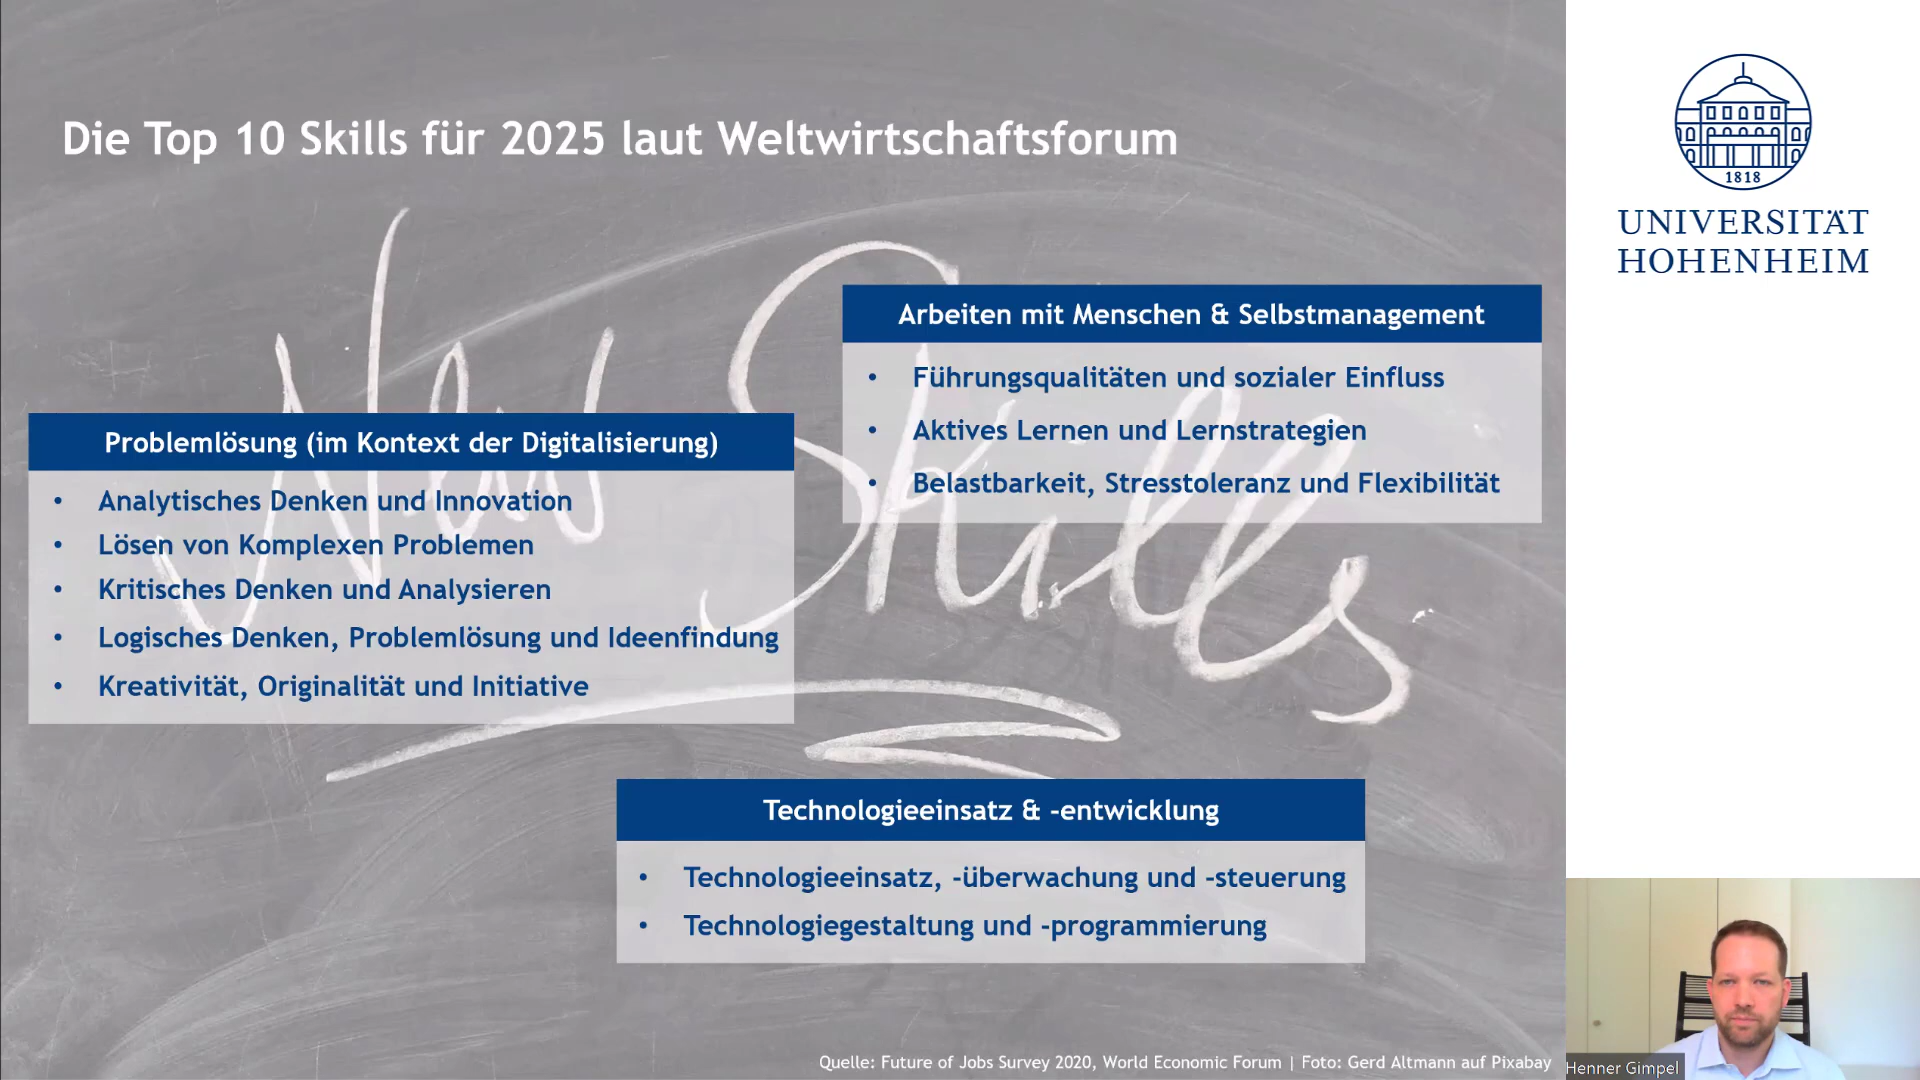 Die Top 10 Skills für 2025 laut Weltwirtschaftsforum
New Skills
Problemlösung (im Kontext der Digitalisierung)
• Analytisches Denken und Innovation
• Lösen von Komplexen Problemen
• Kritisches Denken und Analysieren
• Logisches Denken, Problemlösung und Ideenfindung
• Kreativität, Originalität und Initiative
Arbeiten mit Menschen & Selbstmanagement
• Führungsqualitäten und sozialer Einfluss
• Aktives Lernen und Lernstrategien
• Belastbarkeit, Stresstoleranz und Flexibilität
Technologieeinsatz & -entwicklung
• Technologieeinsatz, -überwachung und -steuerung
• Technologiegestaltung und -programmierung
Quelle: Future of Jobs Survey 2020, World Economic Forum | Foto: Gerd Altmann auf Pixabay
1818
UNIVERSITÄT
HOHENHEIM
Henner Gimpel